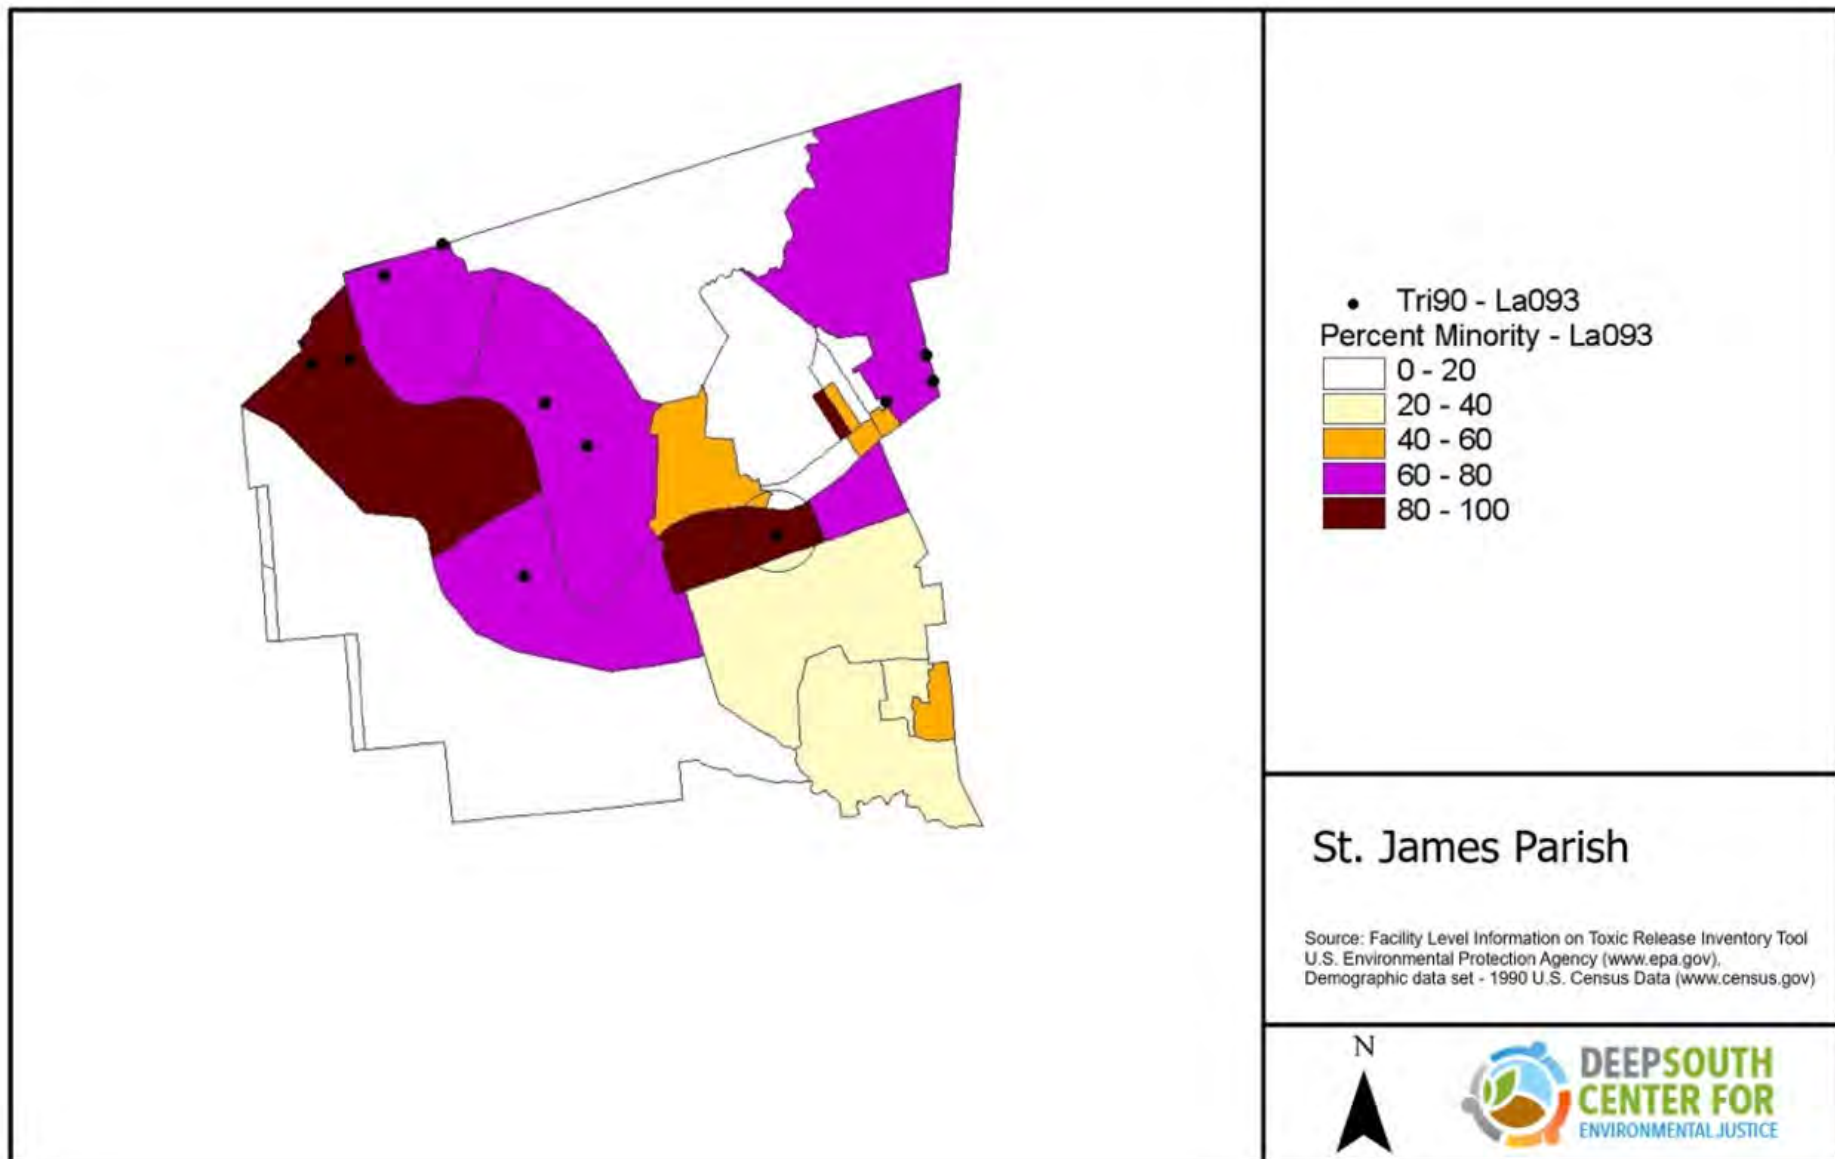 Tri90 - La093
Percent Minority - La093
0 - 20
20 - 40
40 - 60
60 - 80
80 - 100
St. James Parish
Source: Facility Level Information on Toxic Release Inventory Tool
U.S. Environmental Protection Agency (www.epa.gov).
Demographic data set - 1990 U.S. Census Data (www.census.gov)
N
DEEPSOUTH
CENTER FOR
ENVIRONMENTAL JUSTICE